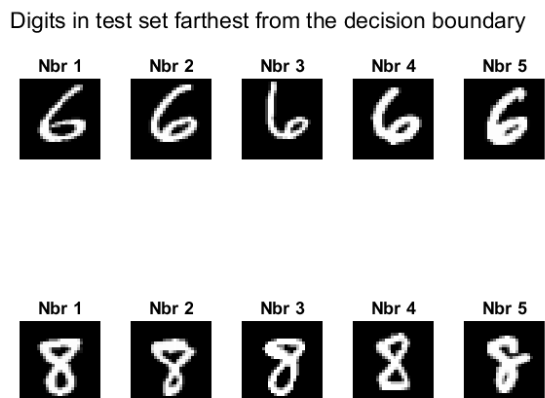 Digits in test set farthest from the decision boundary
Nbr 1 Nbr 2 Nbr 3 Nbr 4 Nbr 5
6 6 6 6 6
Nbr 1 Nbr 2 Nbr 3 Nbr 4 Nbr 5
8 8 8 8 8